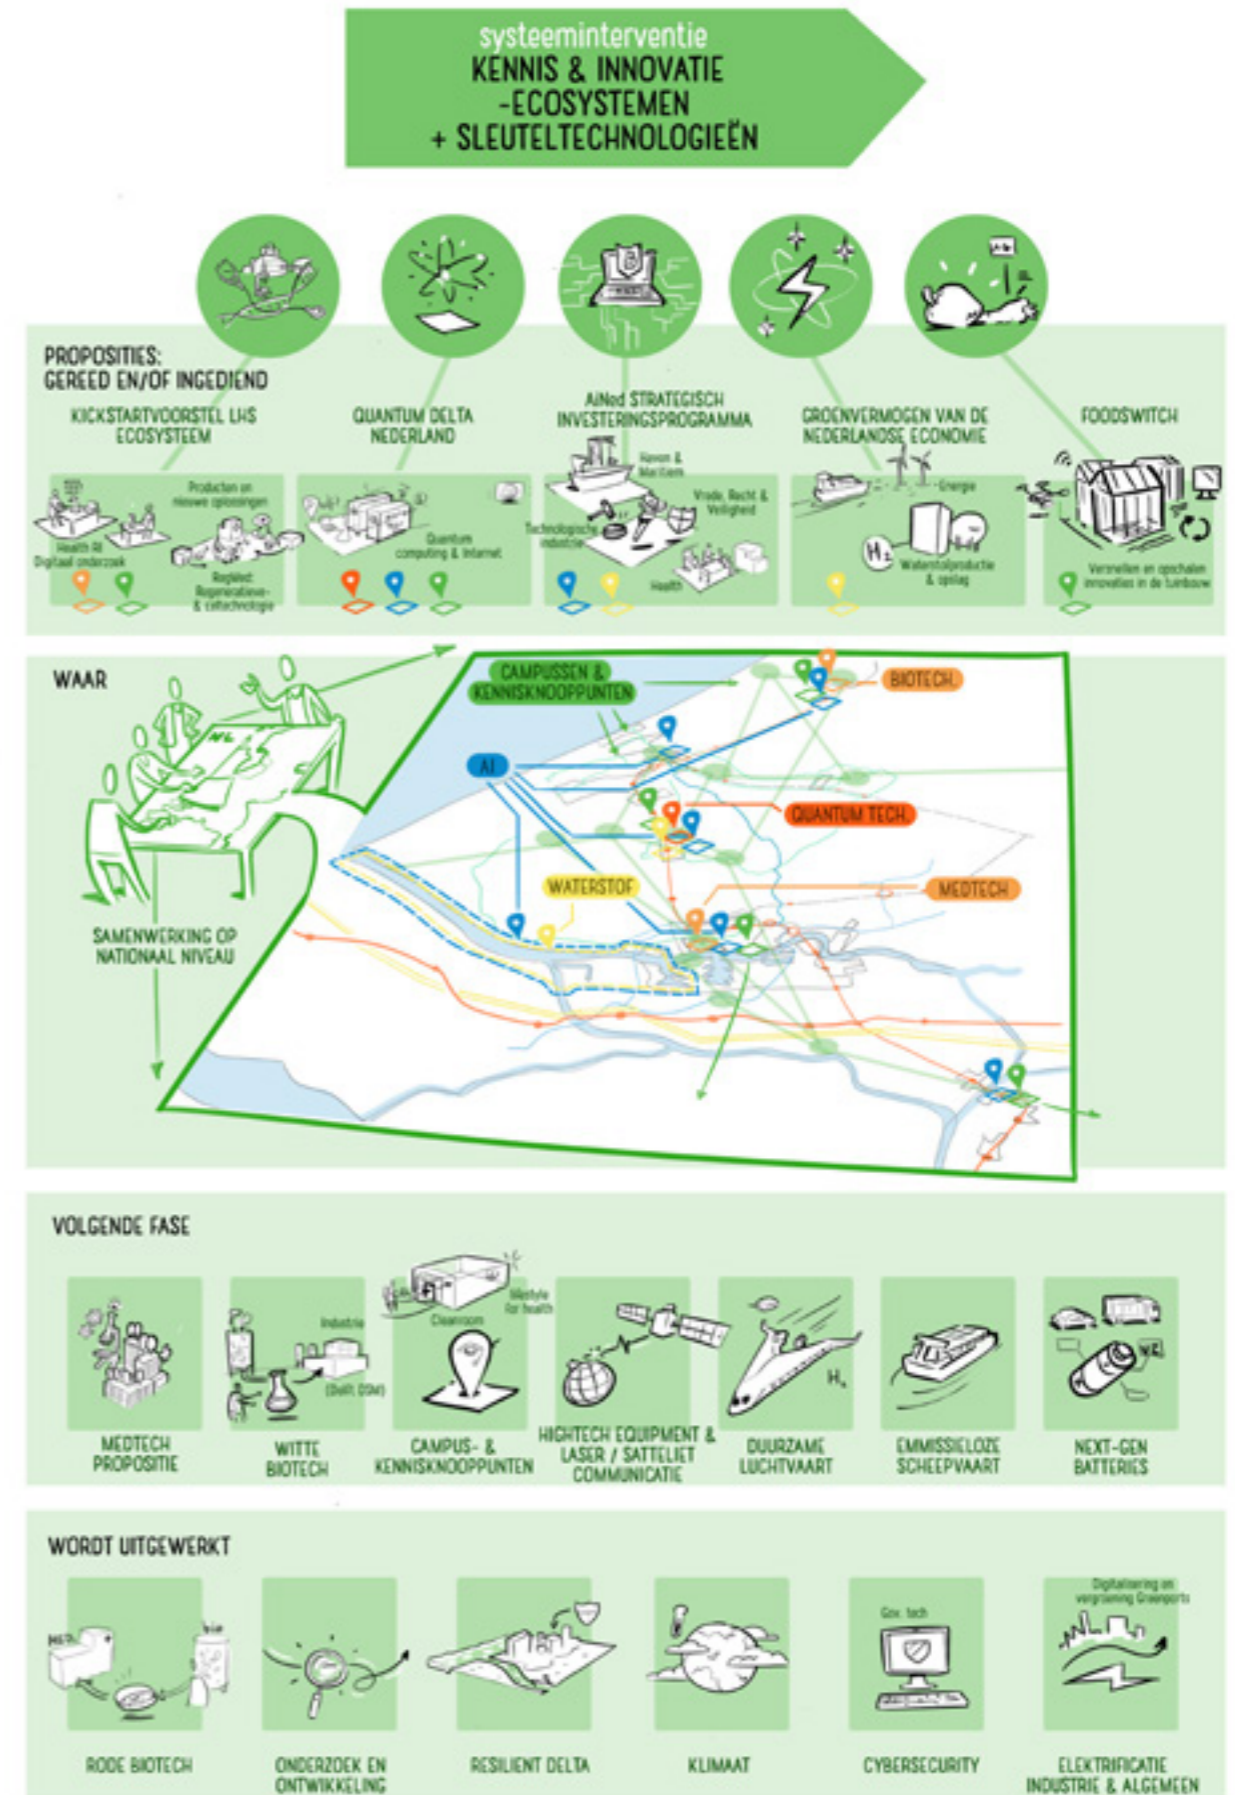 systeeminterventie
KENNIS & INNOVATIE
-ECOSYSTEMEN
+ SLEUTELTECHNOLOGIEËN
PROPOSITIES:
GEREED EN/OF INGEDIEND
KICKSTARTVOORSTEL LHS
ECOSYSTEEM
QUANTUM DELTA
NEDERLAND
AiNed STRATEGISCH
INVESTERINGSPROGRAMMA
GROENVERMOGEN VAN DE
NEDERLANDSE ECONOMIE
FOODSWITCH
Producten en
nieuwe oplossingen
Health RI
Digitaal onderzoek
RegMed:
Regeneratieve-
& celtechnologie
Quantum
computing & Internet
Haven &
Maritiem
Vrede, Recht &
Veiligheid
Technologische
industrie
Health
Energie
H2
Waterstofproductie
& opslag
Versnellen en opschalen
innovaties in de tuinbouw
WAAR
NL
SAMENWERKING OP
NATIONAAL NIVEAU
CAMPUSSEN &
KENNISKNOOPPUNTEN
BIOTECH.
AI
QUANTUM TECH.
WATERSTOF
MEDTECH
VOLGENDE FASE
lifestyle
for health
Cleanroom
Industrie
(Delft, DSM)
MEDTECH
PROPOSITIE
WITTE
BIOTECH
CAMPUS- &
KENNISKNOOPPUNTEN
HIGHTECH EQUIPMENT &
LASER / SATTELIET
COMMUNICATIE
DUURZAME
LUCHTVAART
EMMISSIELOZE
SCHEEPVAART
NEXT-GEN
BATTERIES
WORDT UITGEWERKT
Digitalisering en
vergroening Greenports
Gov. tech
bio
RODE BIOTECH
ONDERZOEK EN
ONTWIKKELING
RESILIENT DELTA
KLIMAAT
CYBERSECURITY
ELEKTRIFICATIE
INDUSTRIE & ALGEMEEN